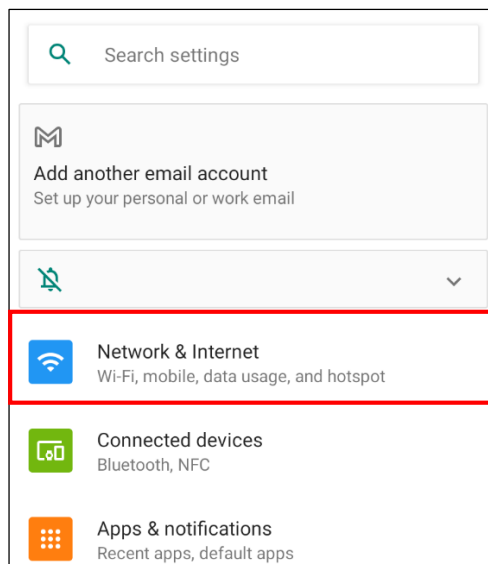 Search settings
Add another email account
Set up your personal or work email
Network & Internet
Wi-Fi, mobile, data usage, and hotspot
Connected devices
Bluetooth, NFC
Apps & notifications
Recent apps, default apps